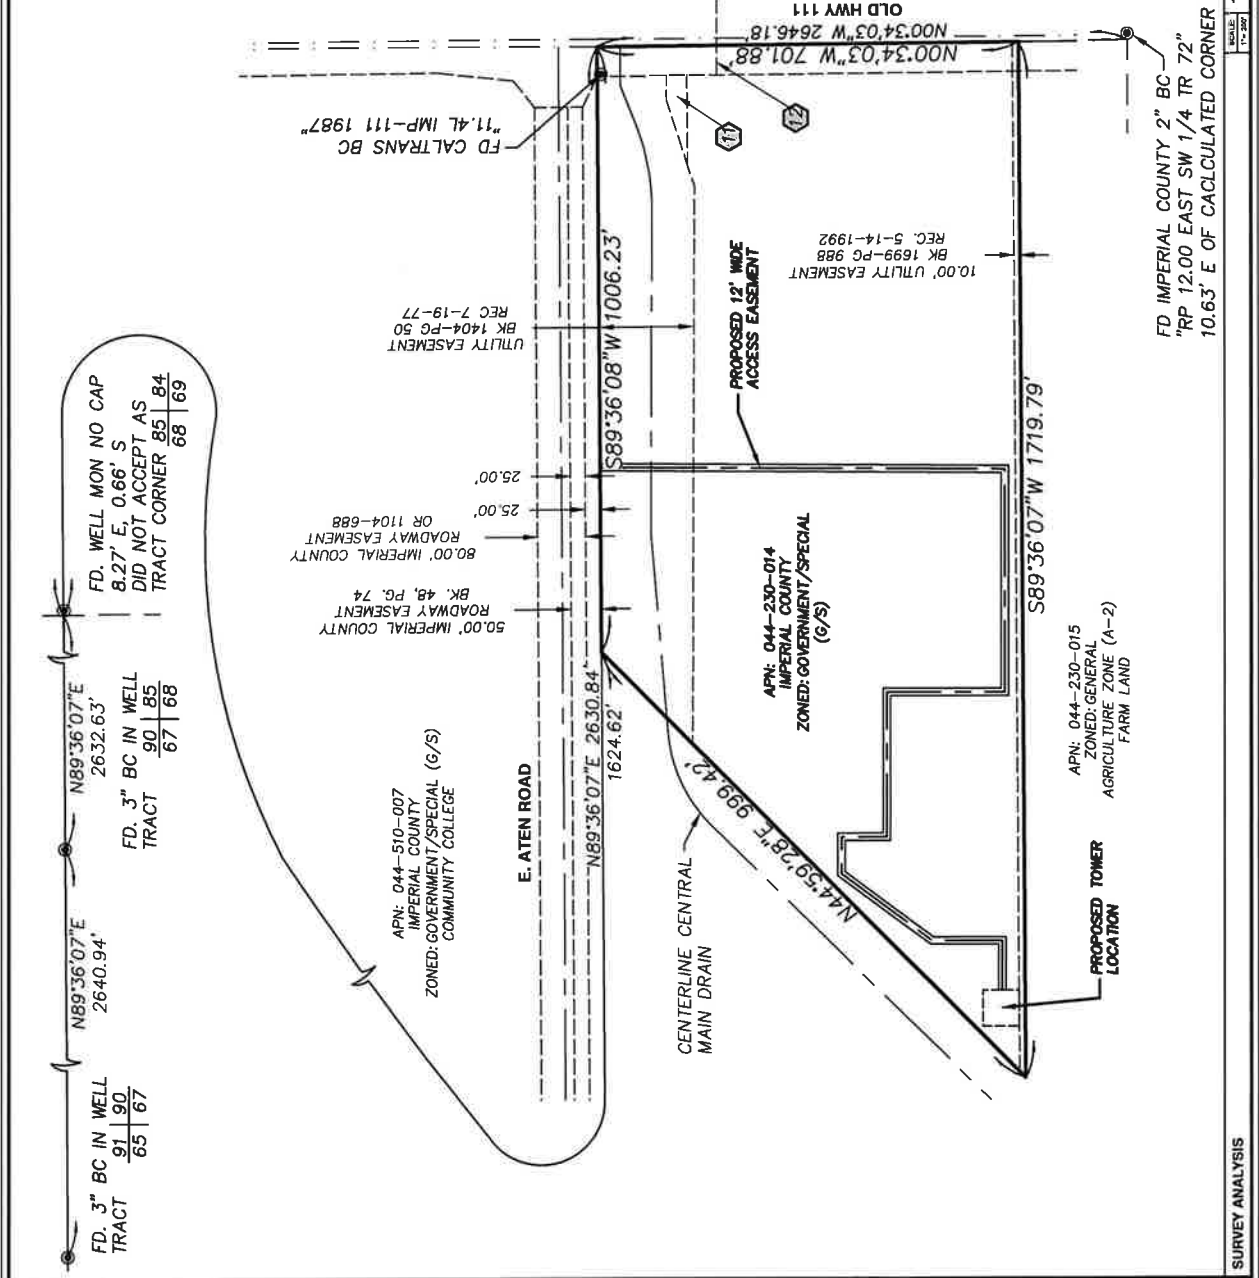 FD. 3" BC IN WELL
TRACT 91 | 90
65 | 67
N89°36'07"E
2640.94'
FD. 3" BC IN WELL
TRACT 90 | 85
67 | 68
N89°36'07"E
2632.63'
FD. WELL MON NO CAP
8.27' E, 0.66' S
DID NOT ACCEPT AS
TRACT CORNER 85 | 84
68 | 69
FD CALTRANS BC
"11.4L IMP-111 1987"
OLD HWY 111
N00°34'03"W 2646.18'
N00°34'03"W 701.88'
11
12
APN: 044-510-007
IMPERIAL COUNTY
ZONED: GOVERNMENT/SPECIAL (G/S)
COMMUNITY COLLEGE
E. ATEN ROAD
50.00' IMPERIAL COUNTY
ROADWAY EASEMENT
BK. 48, PG. 74
80.00' IMPERIAL COUNTY
ROADWAY EASEMENT
OR 1104-688
25.00'
25.00'
UTILITY EASEMENT
BK 1404-PG 50
REC 7-19-77
N89°36'07"E 2630.84'
1624.62'
S89°36'08"W 1006.23'
CENTERLINE CENTRAL
MAIN DRAIN
N44°59'28"E 999.42'
APN: 044-230-014
IMPERIAL COUNTY
ZONED: GOVERNMENT/SPECIAL
(G/S)
PROPOSED 12' WIDE
ACCESS EASEMENT
10.00' UTILITY EASEMENT
BK 1699-PG 988
REC. 5-14-1992
S89°36'07"W 1719.79'
PROPOSED TOWER
LOCATION
APN: 044-230-015
ZONED: GENERAL
AGRICULTURE ZONE (A-2)
FARM LAND
FD IMPERIAL COUNTY 2" BC
"RP 12.00 EAST SW 1/4 TR 72"
10.63' E OF CACLCULATED CORNER
SURVEY ANALYSIS
SCALE:
1"= 200'